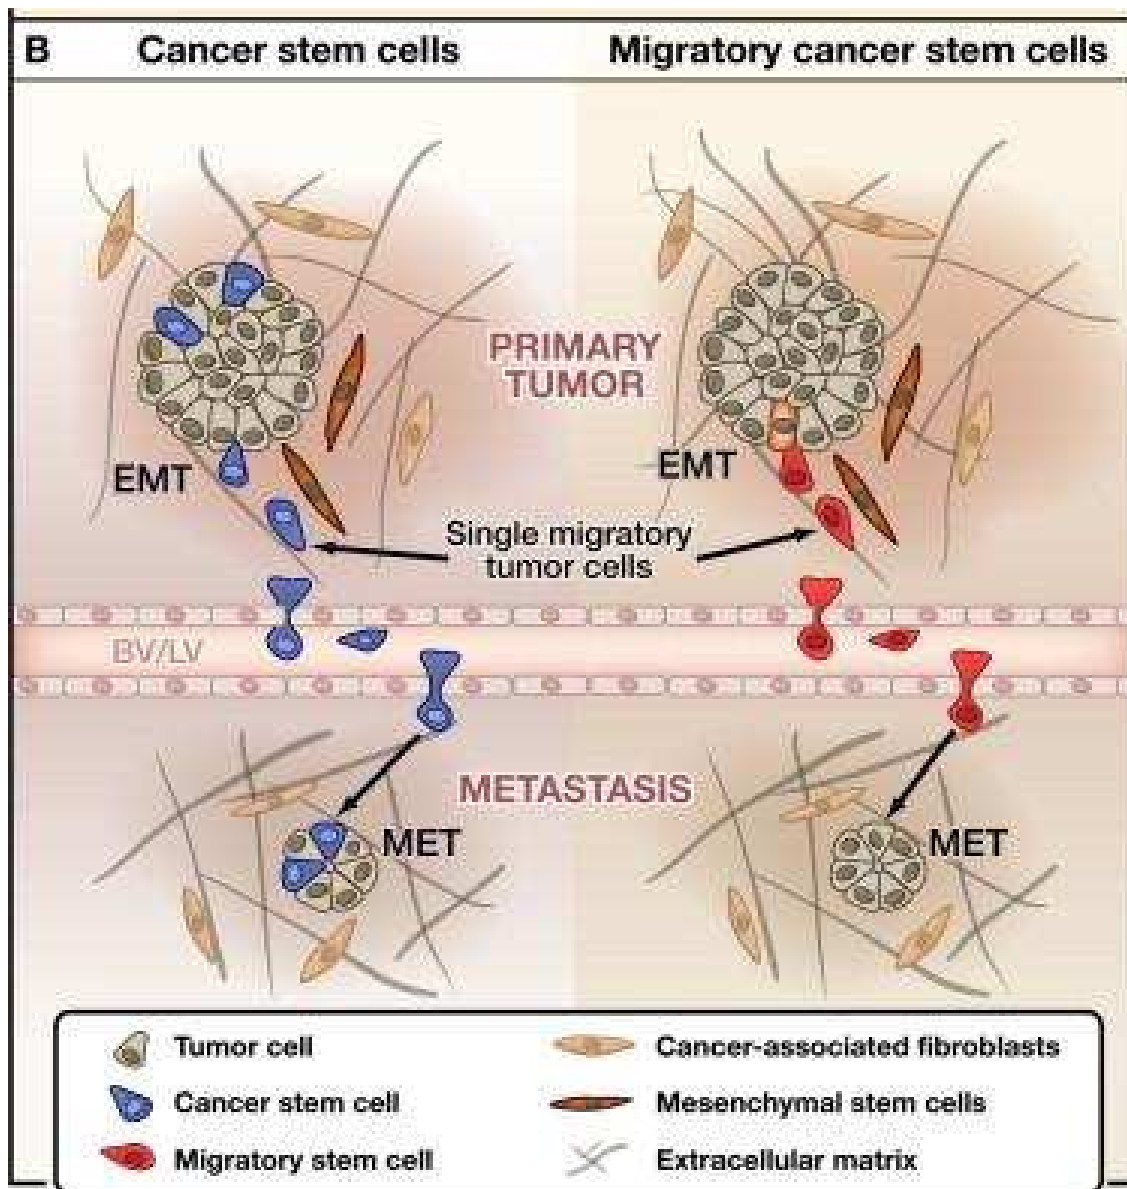 B
Cancer stem cells
Migratory cancer stem cells
PRIMARY
TUMOR
EMT
EMT
Single migratory
tumor cells
BV/LV
METASTASIS
MET
MET
Tumor cell
Cancer-associated fibroblasts
Cancer stem cell
Mesenchymal stem cells
Migratory stem cell
Extracellular matrix